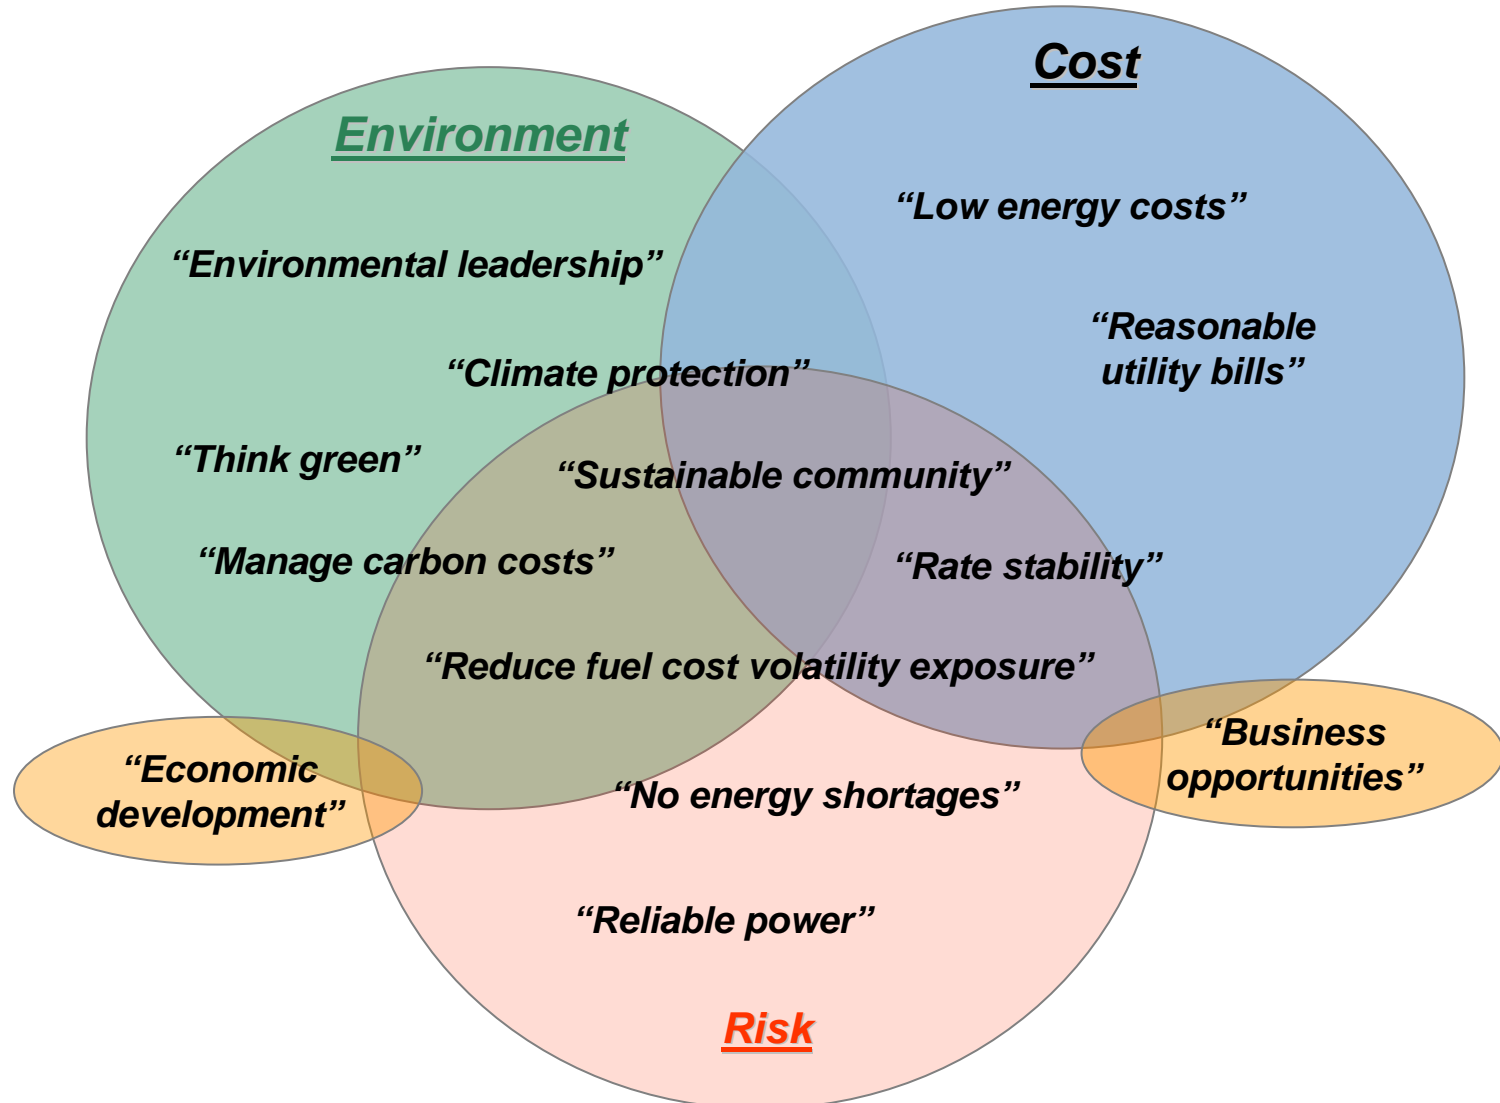 Cost
Environment
“Low energy costs”
“Environmental leadership”
“Reasonable
utility bills”
“Climate protection”
“Think green”
“Sustainable community”
“Manage carbon costs”
“Rate stability”
“Reduce fuel cost volatility exposure”
“Economic
development”
“Business
opportunities”
“No energy shortages”
“Reliable power”
Risk